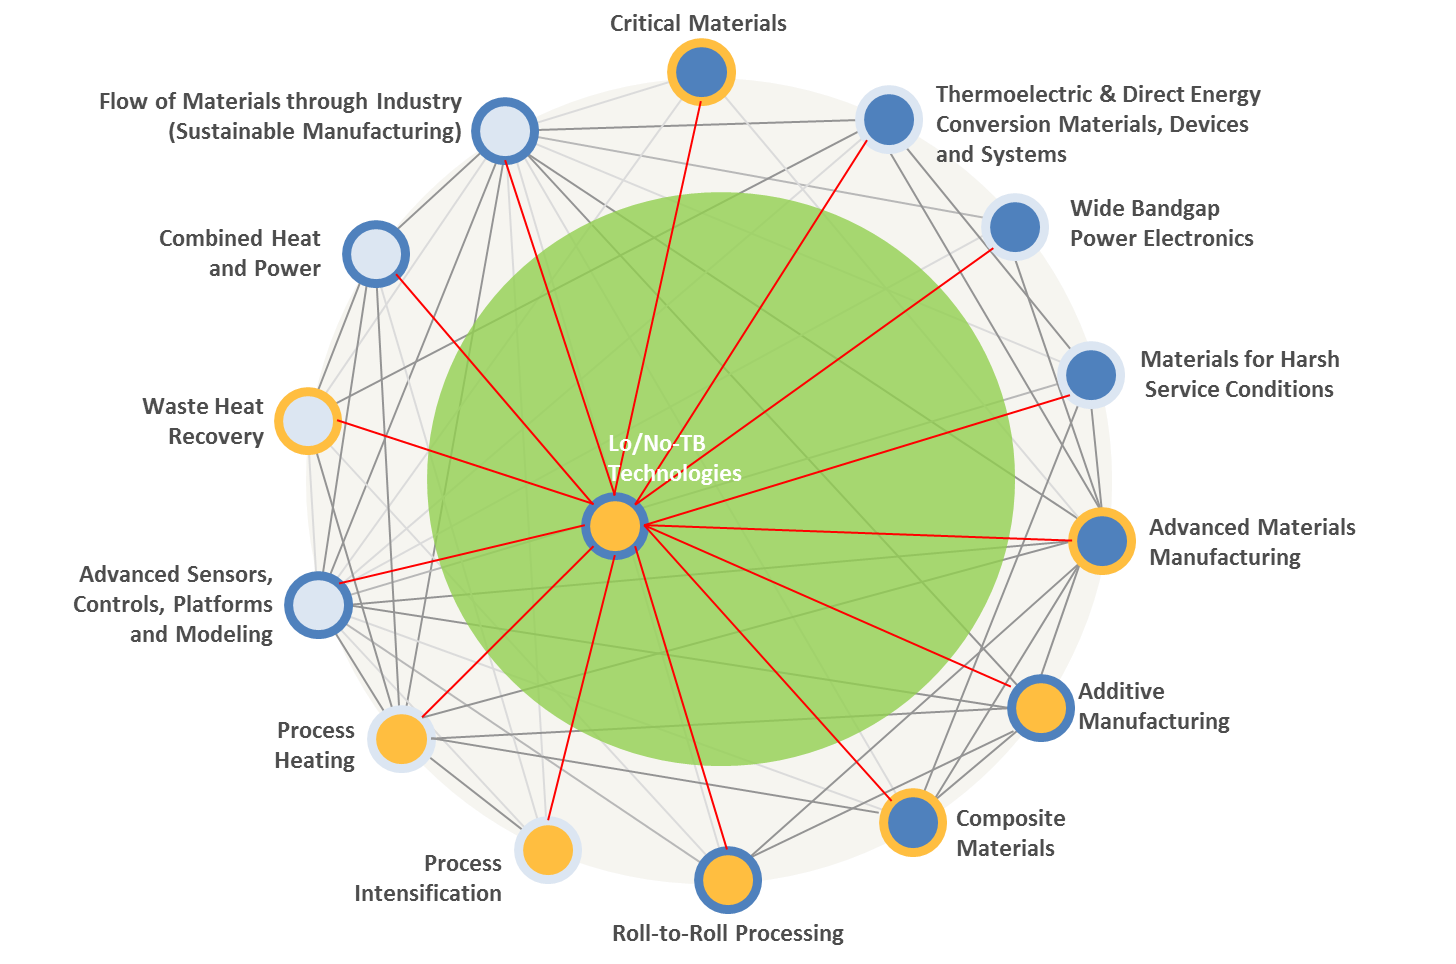 Critical Materials
Flow of Materials through Industry
(Sustainable Manufacturing)
Thermoelectric & Direct Energy
Conversion Materials, Devices
and Systems
Combined Heat
and Power
Wide Bandgap
Power Electronics
Waste Heat
Recovery
Materials for Harsh
Service Conditions
Lo/No-TB
Technologies
Advanced Sensors,
Controls, Platforms
and Modeling
Advanced Materials
Manufacturing
Process
Heating
Additive
Manufacturing
Process
Intensification
Composite
Materials
Roll-to-Roll Processing